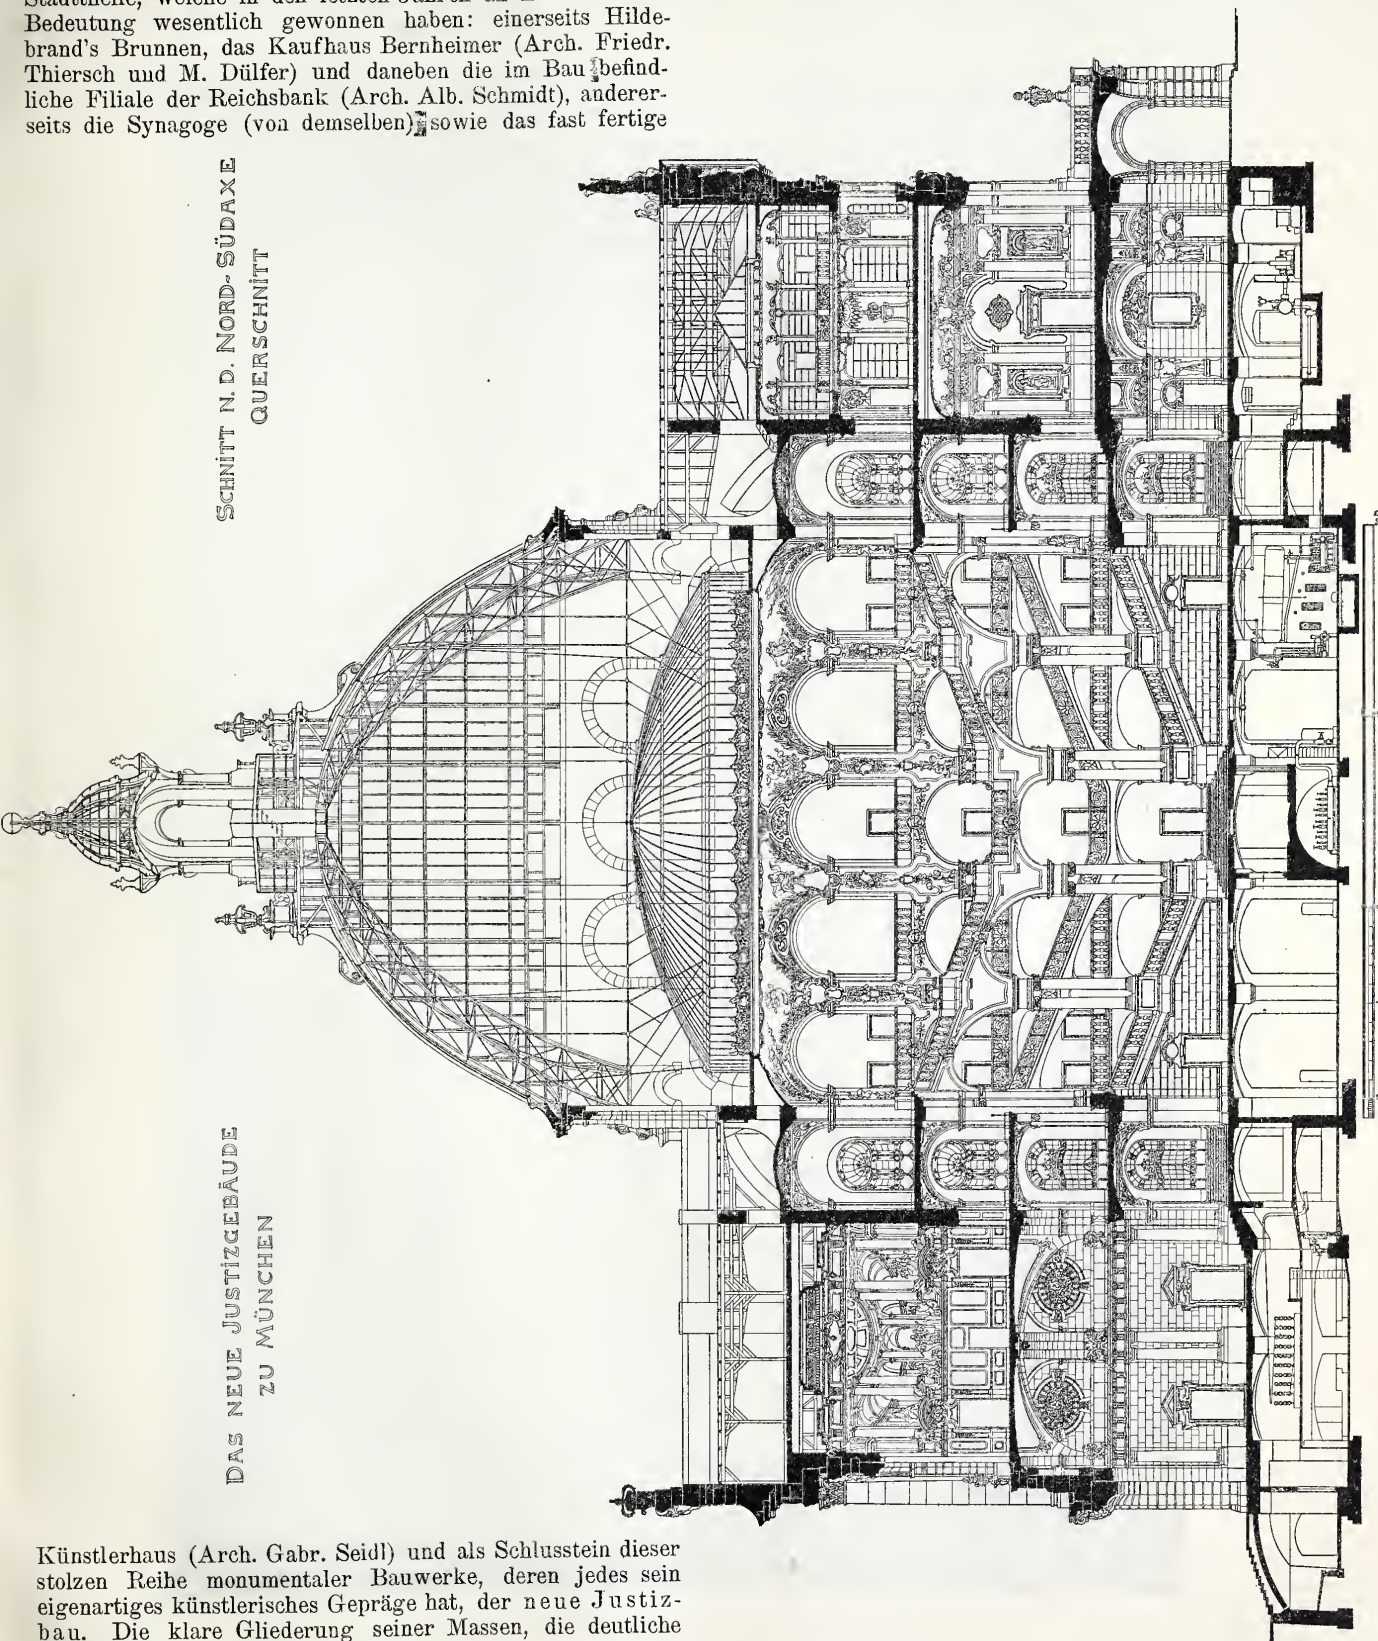 Bedeutung wesentlich gewonnen haben: einerseits Hilde-
brand's Brunnen, das Kaufhaus Bernheimer (Arch. Friedr.
Thiersch und M. Dülfer) und daneben die im Bau befind-
liche Filiale der Reichsbank (Arch. Alb. Schmidt), anderer-
seits die Synagoge (von demselben) sowie das fast fertige
SCHNITT N. D. NORD-SÜDAXE
QUERSCHNITT
DAS NEUE JUSTIZGEBÄUDE
ZU MÜNCHEN
Künstlerhaus (Arch. Gabr. Seidl) und als Schlusstein dieser
stolzen Reihe monumentaler Bauwerke, deren jedes sein
eigenartiges künstlerisches Gepräge hat, der neue Justiz-
bau. Die klare Gliederung seiner Massen, die deutliche